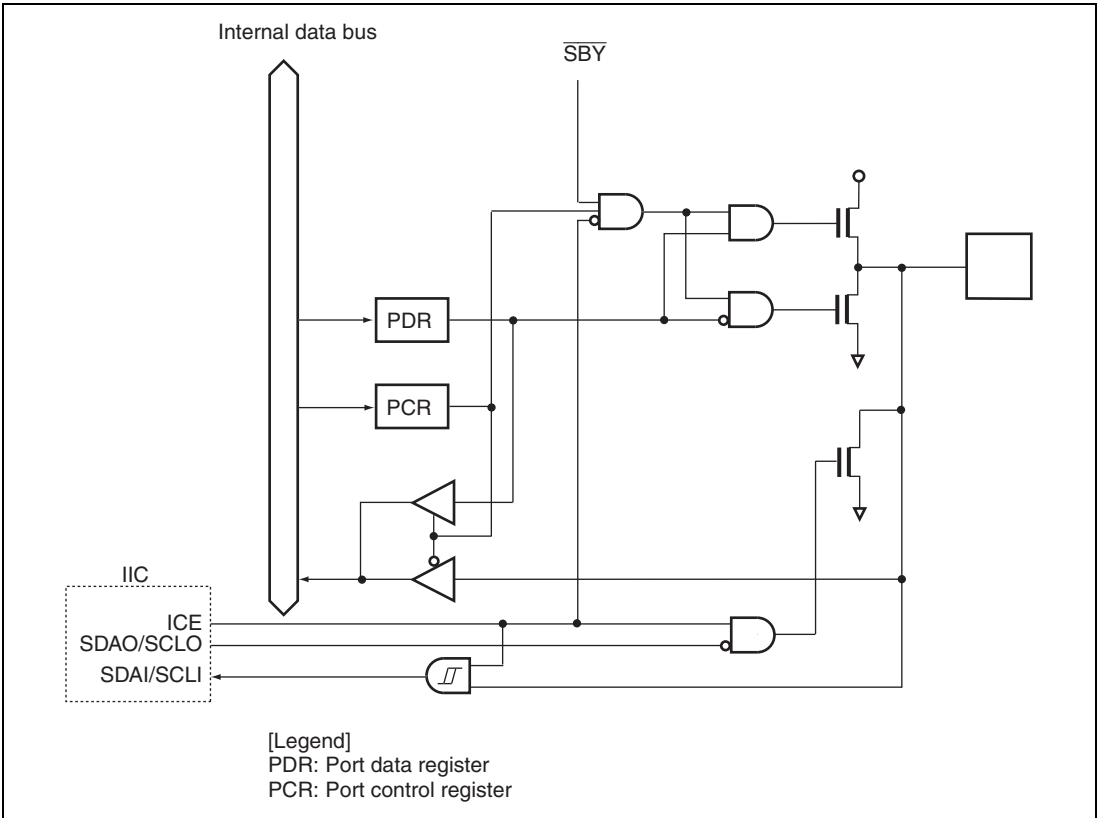 Internal data bus
SBY
PDR
PCR
IIC
ICE
SDAO/SCLO
SDAI/SCLI
[Legend]
PDR: Port data register
PCR: Port control register